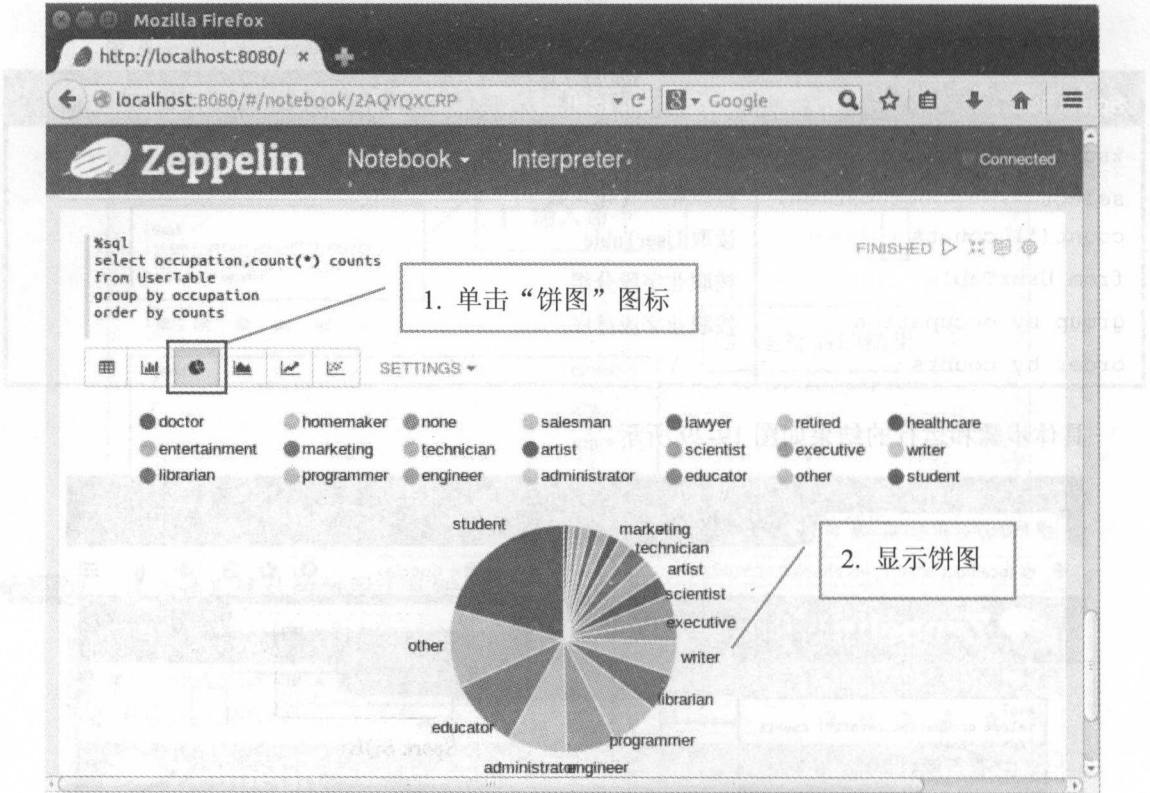 Mozilla Firefox
http://localhost:8080/ ×
localhost:8080/#/notebook/2AQYQXCRP
Google
Zeppelin Notebook Interpreter Connected
%sql
select occupation,count(*) counts
from UserTable
group by occupation
order by counts
FINISHED
1. 单击“饼图”图标
SETTINGS
doctor homemaker none salesman lawyer retired healthcare
entertainment marketing technician artist scientist executive writer
librarian programmer engineer administrator educator other student
student
marketing
technician
artist
scientist
executive
writer
librarian
programmer
engineer
administrator
educator
other
2. 显示饼图